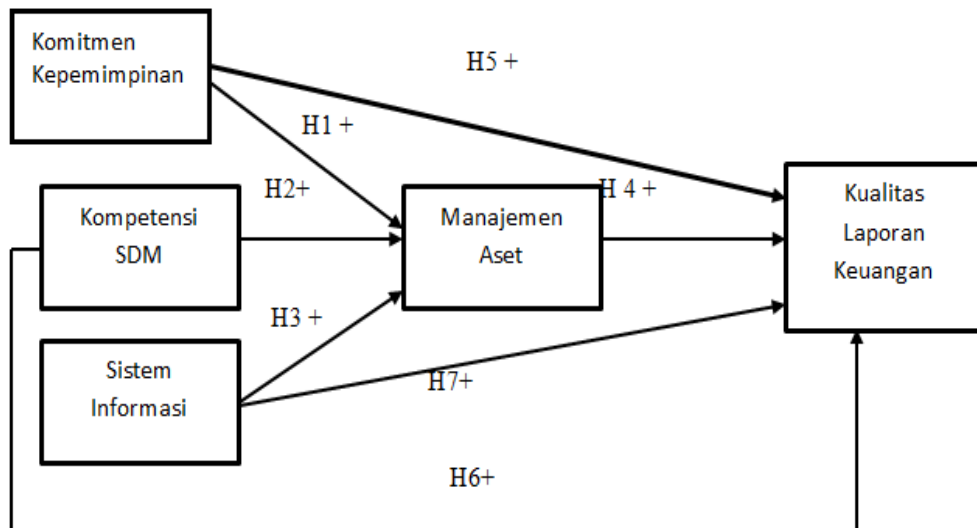 Komitmen
Kepemimpinan
H5 +
H1 +
H2+
H 4 +
Kompetensi
SDM
Manajemen
Aset
Kualitas
Laporan
Keuangan
H3 +
Sistem
Informasi
H7+
H6+